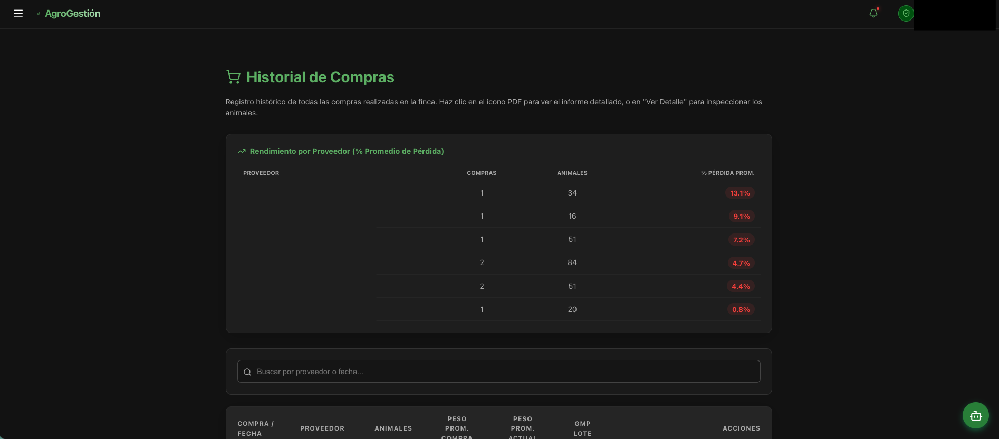 AgroGestión
Historial de Compras
Registro histórico de todas las compras realizadas en la finca. Haz clic en el ícono PDF para ver el informe detallado, o en "Ver Detalle" para inspeccionar los
animales.
Rendimiento por Proveedor (% Promedio de Pérdida)
PROVEEDOR COMPRAS ANIMALES % PÉRDIDA PROM.
1 34 13.1%
1 16 9.1%
1 51 7.2%
2 84 4.7%
2 51 4.4%
1 20 0.8%
Buscar por proveedor o fecha...
COMPRA /
FECHA
PROVEEDOR
ANIMALES
PESO
PROM.
COMPRA
PESO
PROM.
ACTUAL
GMP
LOTE
ACCIONES